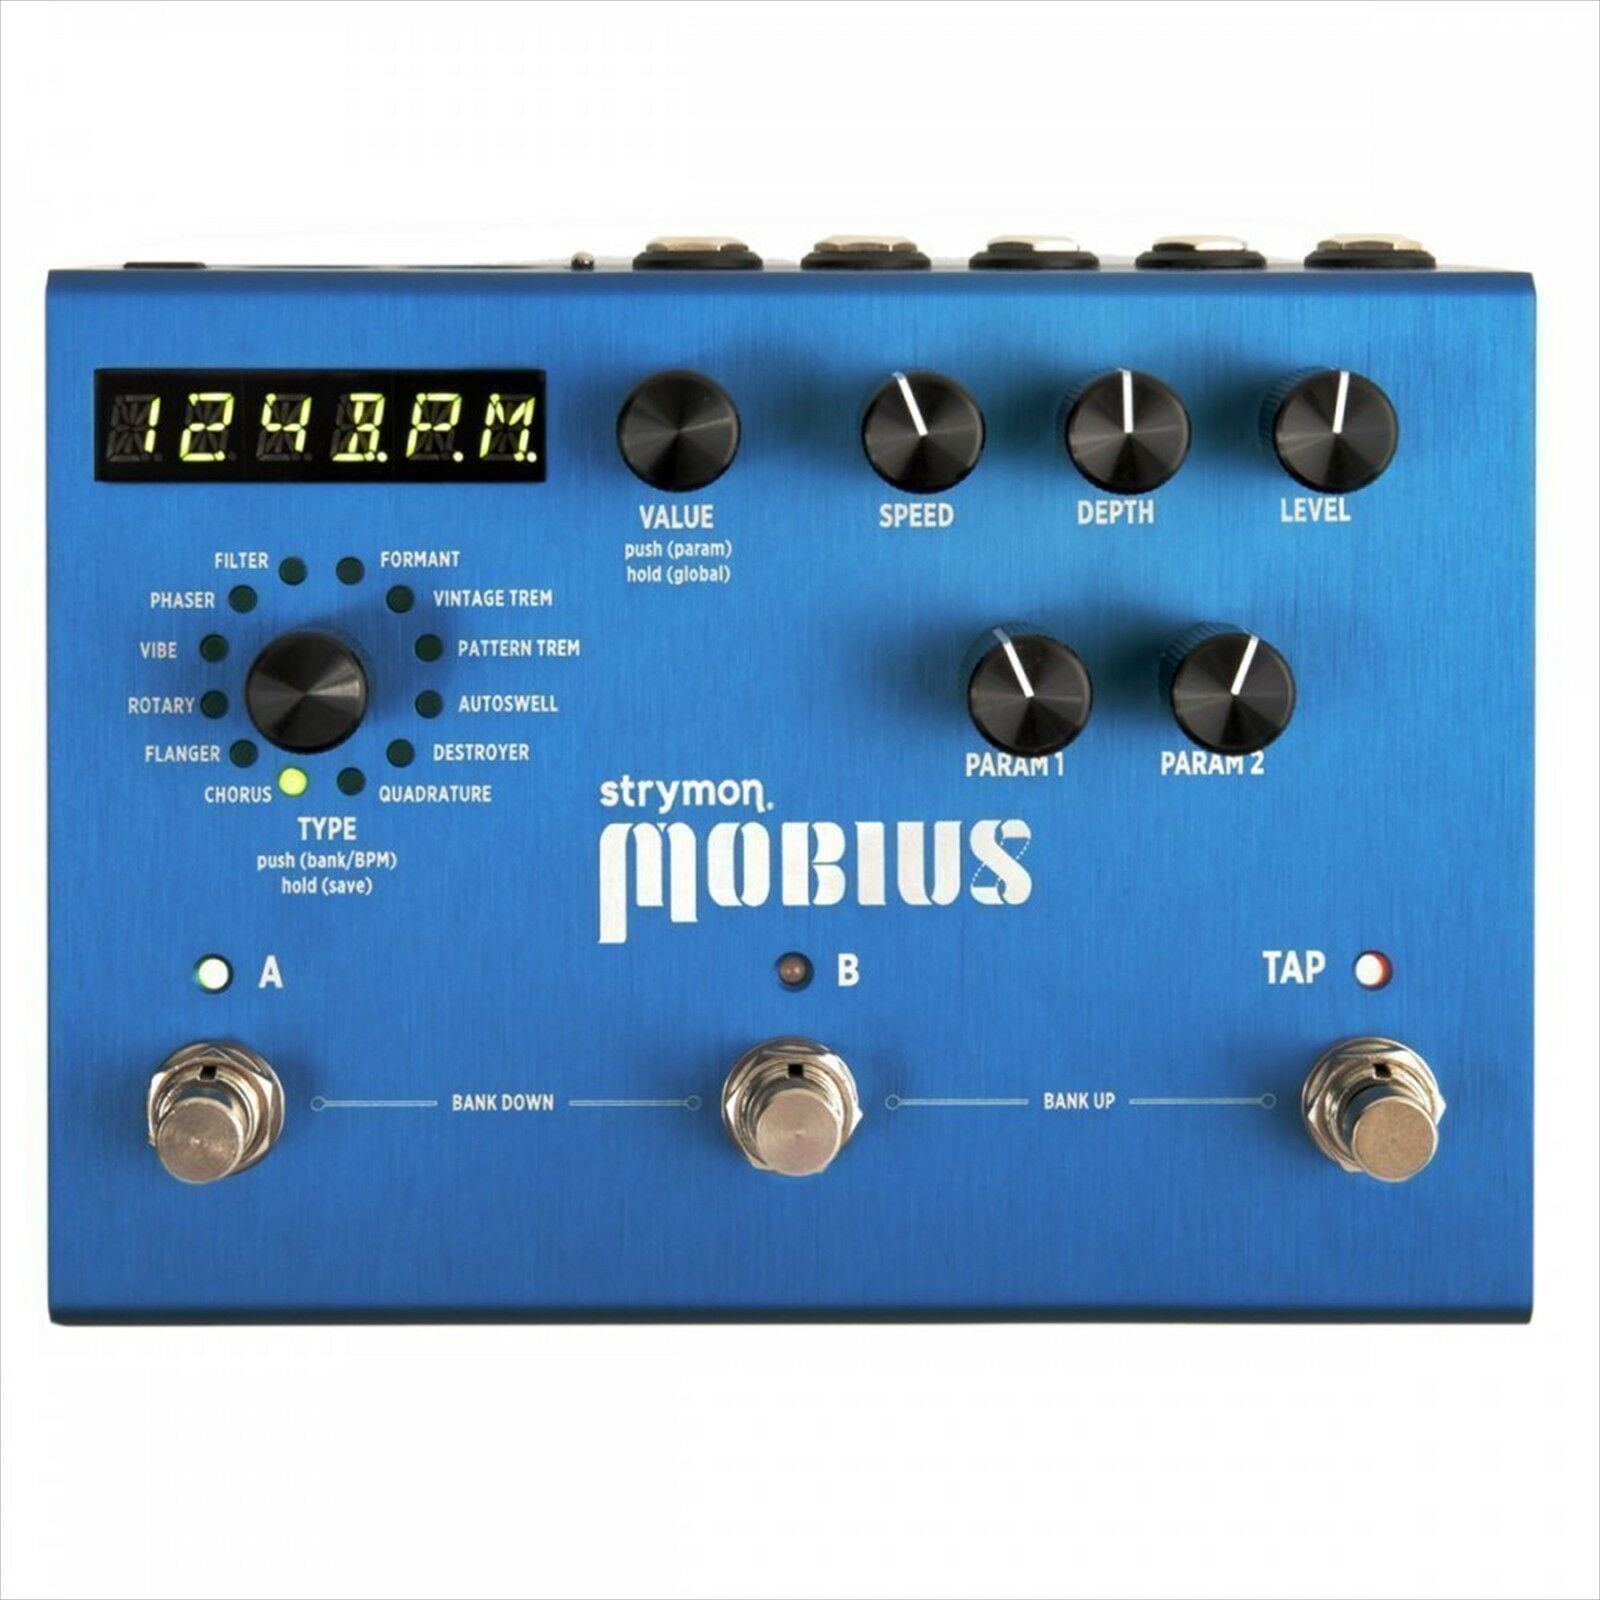 1243.P.M.
VALUE
push (param)
hold (global)
SPEED
DEPTH
LEVEL
FILTER
FORMANT
PHASER
VINTAGE TREM
VIBE
PATTERN TREM
ROTARY
AUTOSWELL
FLANGER
DESTROYER
CHORUS
QUADRATURE
TYPE
push (bank/BPM)
hold (save)
PARAM 1
PARAM 2
strymon.
MOBIUS
A
B
TAP
BANK DOWN
BANK UP